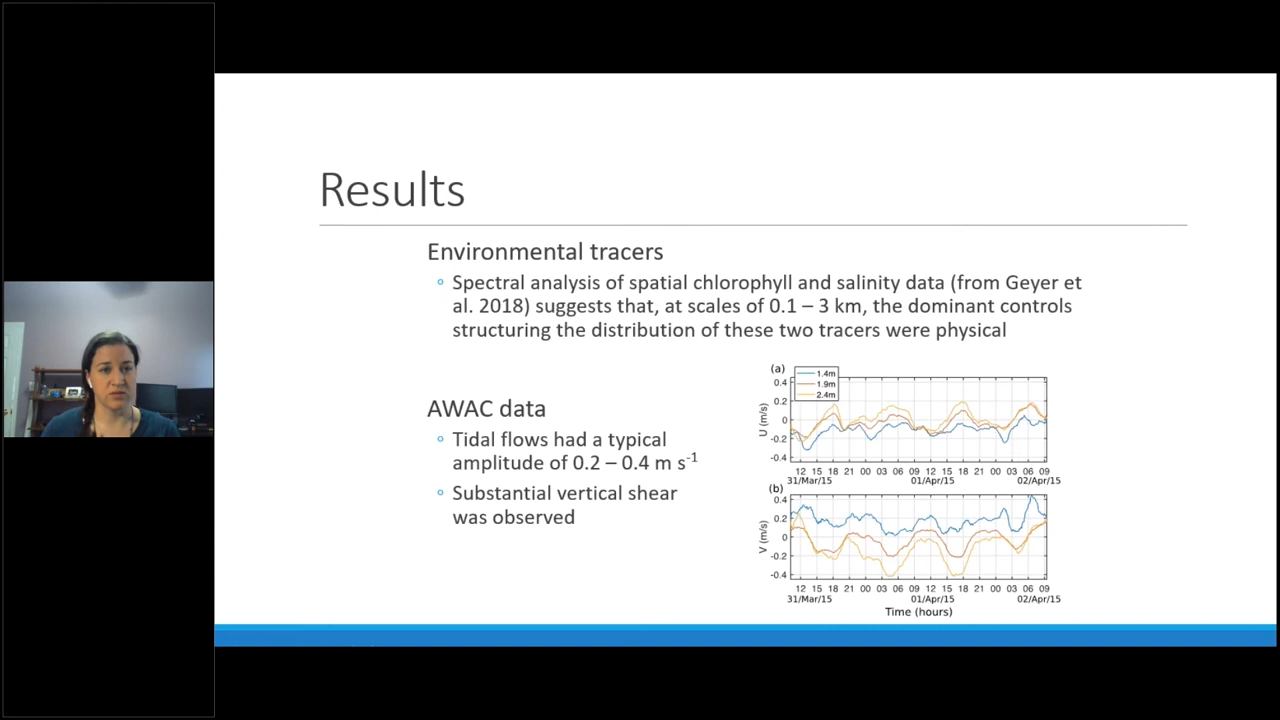 Results
Environmental tracers
◦ Spectral analysis of spatial chlorophyll and salinity data (from Geyer et
al. 2018) suggests that, at scales of 0.1 – 3 km, the dominant controls
structuring the distribution of these two tracers were physical
AWAC data
◦ Tidal flows had a typical
amplitude of 0.2 – 0.4 m s-1
◦ Substantial vertical shear
was observed
(a)
1.4m
1.9m
2.4m
U (m/s)
0.4
0.2
0
-0.2
-0.4
12 15 18 21 00 03 06 09 12 15 18 21 00 03 06 09
31/Mar/15 01/Apr/15 02/Apr/15
(b)
V (m/s)
0.4
0.2
0
-0.2
-0.4
12 15 18 21 00 03 06 09 12 15 18 21 00 03 06 09
31/Mar/15 01/Apr/15 02/Apr/15
Time (hours)